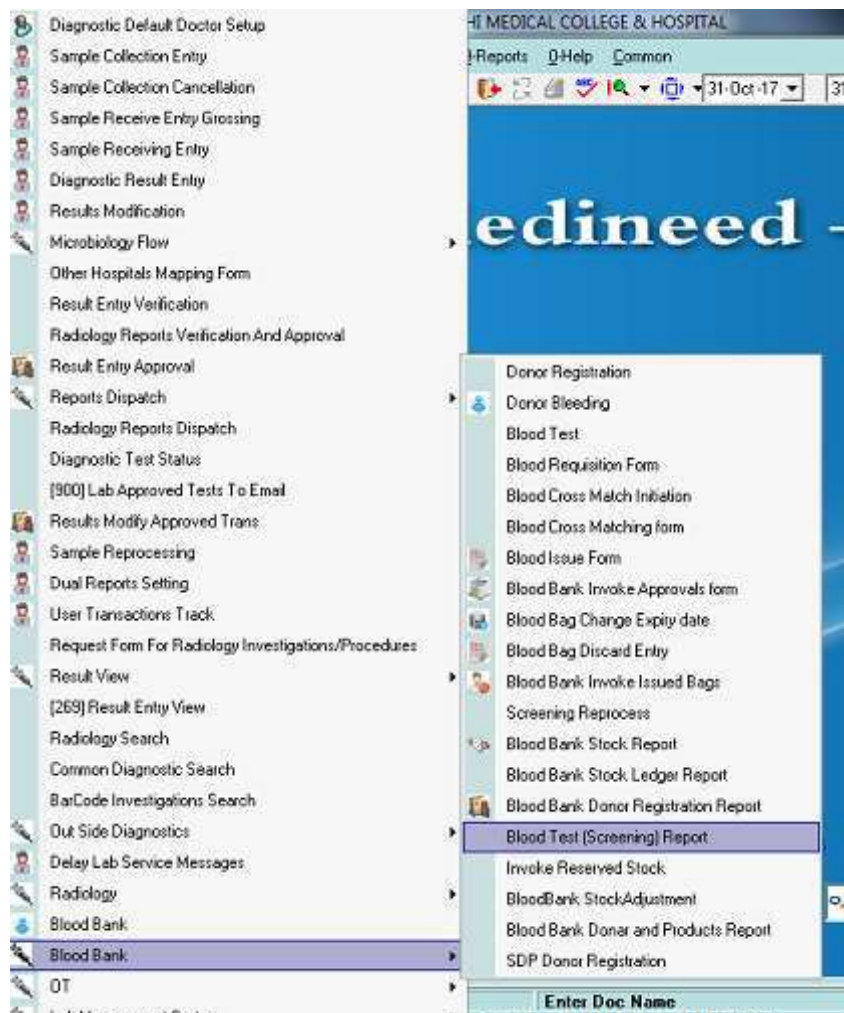 Diagnostic Default Doctor Setup
Sample Collection Entry
Sample Collection Cancellation
Sample Receive Entry Grossing
Sample Receiving Entry
Diagnostic Result Entry
Results Modification
Microbiology Flow
Other Hospitals Mapping Form
Result Entry Verification
Radiology Reports Verification And Approval
Result Entry Approval
Reports Dispatch
Radiology Reports Dispatch
Diagnostic Test Status
[900] Lab Approved Tests To Email
Results Modify Approved Trans
Sample Reprocessing
Dual Reports Setting
User Transactions Track
Request Form For Radiology Investigations/Procedures
Result View
[269] Result Entry View
Radiology Search
Common Diagnostic Search
BarCode Investigations Search
Out Side Diagnostics
Delay Lab Service Messages
Radiology
Blood Bank
Blood Bank
OT
HI MEDICAL COLLEGE & HOSPITAL
-Reports 0-Help Common
31-Oct-17 31
edineed -
Donor Registration
Donor Bleeding
Blood Test
Blood Requisition Form
Blood Cross Match Initiation
Blood Cross Matching form
Blood Issue Form
Blood Bank Invoke Approvals form
Blood Bag Change Expiry date
Blood Bag Discard Entry
Blood Bank Invoke Issued Bags
Screening Reprocess
Blood Bank Stock Report
Blood Bank Stock Ledger Report
Blood Bank Donor Registration Report
Blood Test (Screening) Report
Invoke Reserved Stock
BloodBank StockAdjustment
Blood Bank Donar and Products Report
SDP Donor Registration
Enter Doc Name